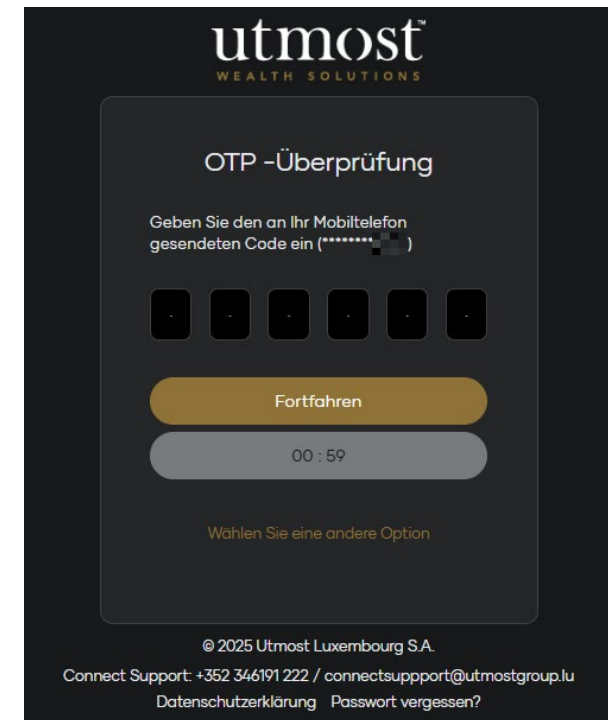 utmost™
WEALTH SOLUTIONS
OTP -Überprüfung
Geben Sie den an Ihr Mobiltelefon
gesendeten Code ein (******** )
Fortfahren
00 : 59
Wählen Sie eine andere Option
© 2025 Utmost Luxembourg S.A.
Connect Support: +352 346191 222 / connectsuppport@utmostgroup.lu
Datenschutzerklärung Passwort vergessen?